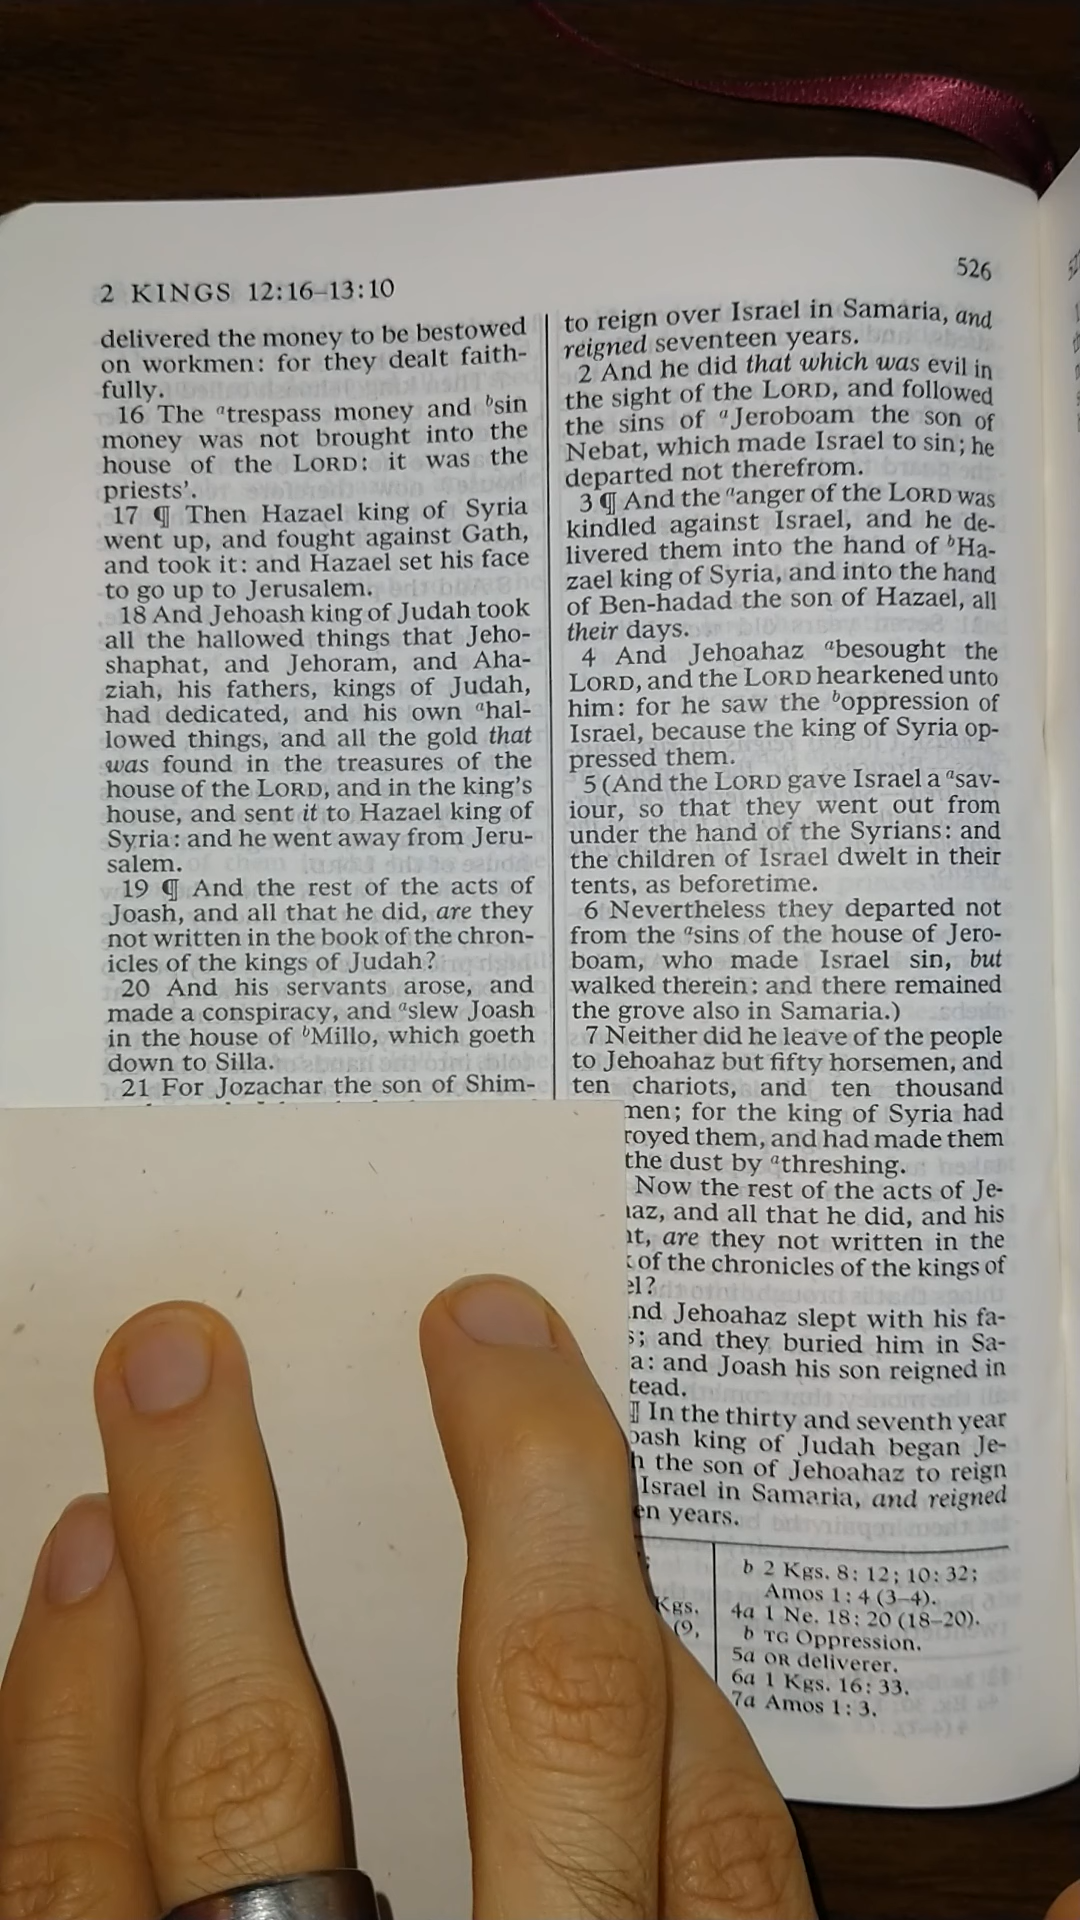 2 KINGS 12:16–13:10
526
delivered the money to be bestowed
on workmen: for they dealt faith-
fully.
16 The atrespass money and bsin
money was not brought into the
house of the LORD: it was the
priests’.
17 ¶ Then Hazael king of Syria
went up, and fought against Gath,
and took it: and Hazael set his face
to go up to Jerusalem.
18 And Jehoash king of Judah took
all the hallowed things that Jeho-
shaphat, and Jehoram, and Aha-
ziah, his fathers, kings of Judah,
had dedicated, and his own ahal-
lowed things, and all the gold that
was found in the treasures of the
house of the LORD, and in the king’s
house, and sent it to Hazael king of
Syria: and he went away from Jeru-
salem.
19 ¶ And the rest of the acts of
Joash, and all that he did, are they
not written in the book of the chron-
icles of the kings of Judah?
20 And his servants arose, and
made a conspiracy, and aslew Joash
in the house of bMillo, which goeth
down to Silla.
21 For Jozachar the son of Shim-
to reign over Israel in Samaria, and
reigned seventeen years.
2 And he did that which was evil in
the sight of the LORD, and followed
the sins of aJeroboam the son of
Nebat, which made Israel to sin; he
departed not therefrom.
3 ¶ And the aanger of the LORD was
kindled against Israel, and he de-
livered them into the hand of bHa-
zael king of Syria, and into the hand
of Ben-hadad the son of Hazael, all
their days.
4 And Jehoahaz abesought the
LORD, and the LORD hearkened unto
him: for he saw the boppression of
Israel, because the king of Syria op-
pressed them.
5 (And the LORD gave Israel a asav-
iour, so that they went out from
under the hand of the Syrians: and
the children of Israel dwelt in their
tents, as beforetime.
6 Nevertheless they departed not
from the asins of the house of Jero-
boam, who made Israel sin, but
walked therein: and there remained
the grove also in Samaria.)
7 Neither did he leave of the people
to Jehoahaz but fifty horsemen, and
ten chariots, and ten thousand
men; for the king of Syria had
royed them, and had made them
the dust by athreshing.
Now the rest of the acts of Je-
az, and all that he did, and his
t, are they not written in the
of the chronicles of the kings of
el?
nd Jehoahaz slept with his fa-
s; and they buried him in Sa-
a: and Joash his son reigned in
tead.
¶ In the thirty and seventh year
oash king of Judah began Je-
h the son of Jehoahaz to reign
Israel in Samaria, and reigned
en years.
Kgs.
(9,
b 2 Kgs. 8: 12; 10: 32;
Amos 1: 4 (3–4).
4a 1 Ne. 18: 20 (18–20).
b TG Oppression.
5a OR deliverer.
6a 1 Kgs. 16: 33.
7a Amos 1: 3.